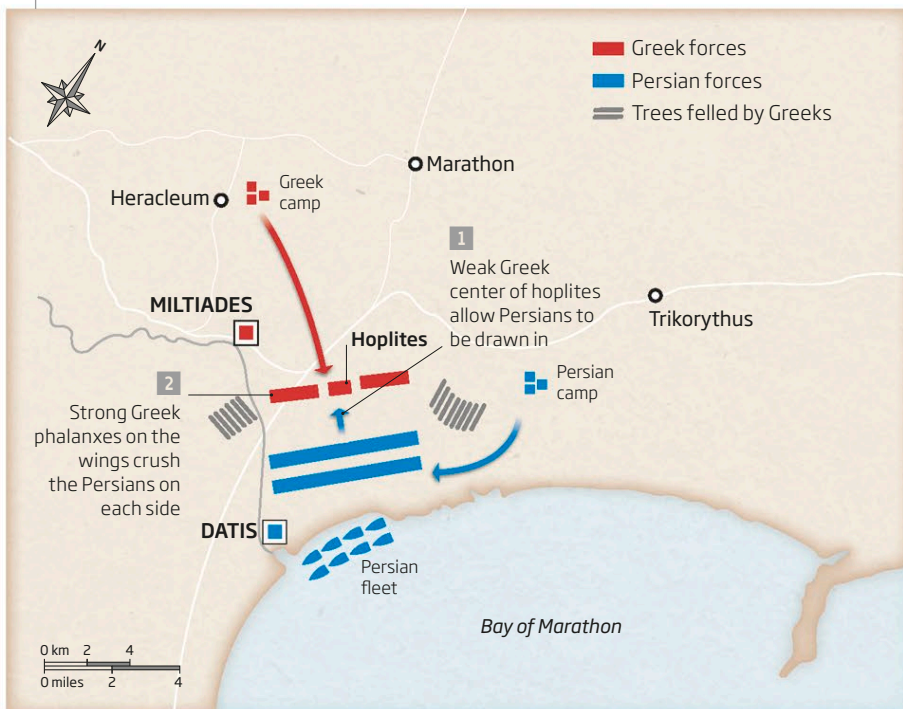 N
Greek forces
Persian forces
Trees felled by Greeks
Marathon
Heracleum
Greek
camp
1
Weak Greek
center of hoplites
allow Persians to
be drawn in
MILTIADES
Hoplites
Trikorythus
2
Strong Greek
phalanxes on the
wings crush
the Persians on
each side
Persian
camp
DATIS
Persian
fleet
Bay of Marathon
0 km 2 4
0 miles 2 4